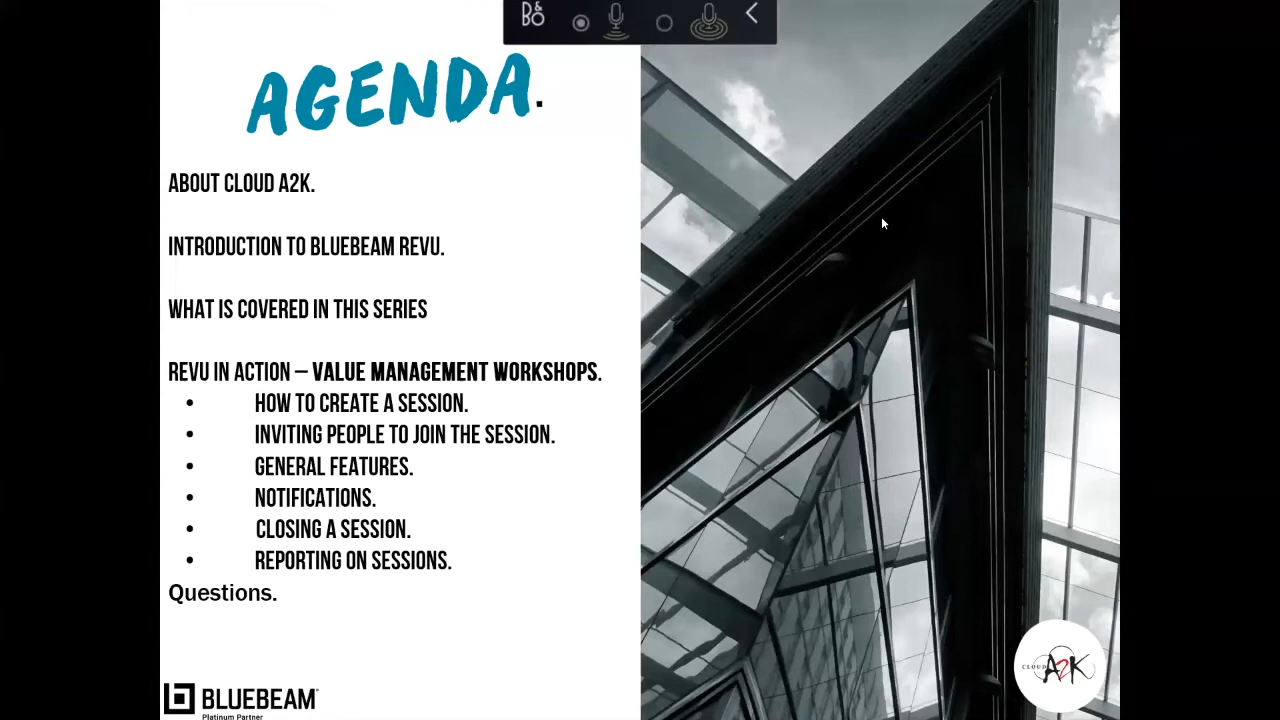 B&O
AGENDA.
ABOUT CLOUD A2K.
INTRODUCTION TO BLUEBEAM REVU.
WHAT IS COVERED IN THIS SERIES
REVU IN ACTION – VALUE MANAGEMENT WORKSHOPS.
• HOW TO CREATE A SESSION.
• INVITING PEOPLE TO JOIN THE SESSION.
• GENERAL FEATURES.
• NOTIFICATIONS.
• CLOSING A SESSION.
• REPORTING ON SESSIONS.
Questions.
BLUEBEAM®
Platinum Partner
CLOUD A2K